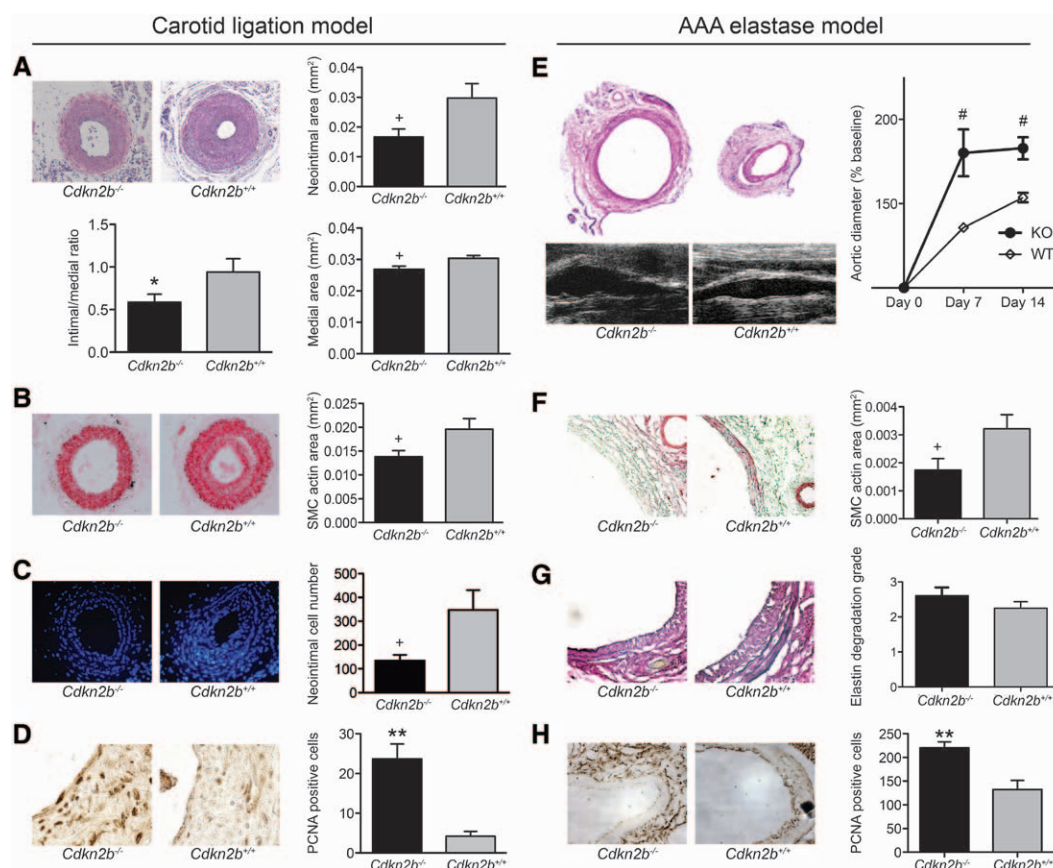 Carotid ligation model
AAA elastase model
A
Cdkn2b-/-
Cdkn2b+/+
Neointimal area (mm2)
0.04
0.03
0.02
0.01
0.00
+
Cdkn2b-/-
Cdkn2b+/+
Intimal/medial ratio
1.5
1.0
0.5
0.0
*
Cdkn2b-/-
Cdkn2b+/+
Medial area (mm2)
0.04
0.03
0.02
0.01
0.00
+
Cdkn2b-/-
Cdkn2b+/+
B
Cdkn2b-/-
Cdkn2b+/+
SMC actin area (mm2)
0.025
0.020
0.015
0.010
0.005
0.000
+
Cdkn2b-/-
Cdkn2b+/+
C
Cdkn2b-/-
Cdkn2b+/+
Neointimal cell number
500
400
300
200
100
0
+
Cdkn2b-/-
Cdkn2b+/+
D
Cdkn2b-/-
Cdkn2b+/+
PCNA positive cells
30
20
10
0
**
Cdkn2b-/-
Cdkn2b+/+
E
Cdkn2b-/-
Cdkn2b+/+
Aortic diameter (% baseline)
200
150
100
# #
KO
WT
Day 0 Day 7 Day 14
F
Cdkn2b-/-
Cdkn2b+/+
SMC actin area (mm2)
0.004
0.003
0.002
0.001
0.000
+
Cdkn2b-/-
Cdkn2b+/+
G
Cdkn2b-/-
Cdkn2b+/+
Elastin degradation grade
3
2
1
0
Cdkn2b-/-
Cdkn2b+/+
H
Cdkn2b-/-
Cdkn2b+/+
PCNA positive cells
250
200
150
100
50
0
**
Cdkn2b-/-
Cdkn2b+/+